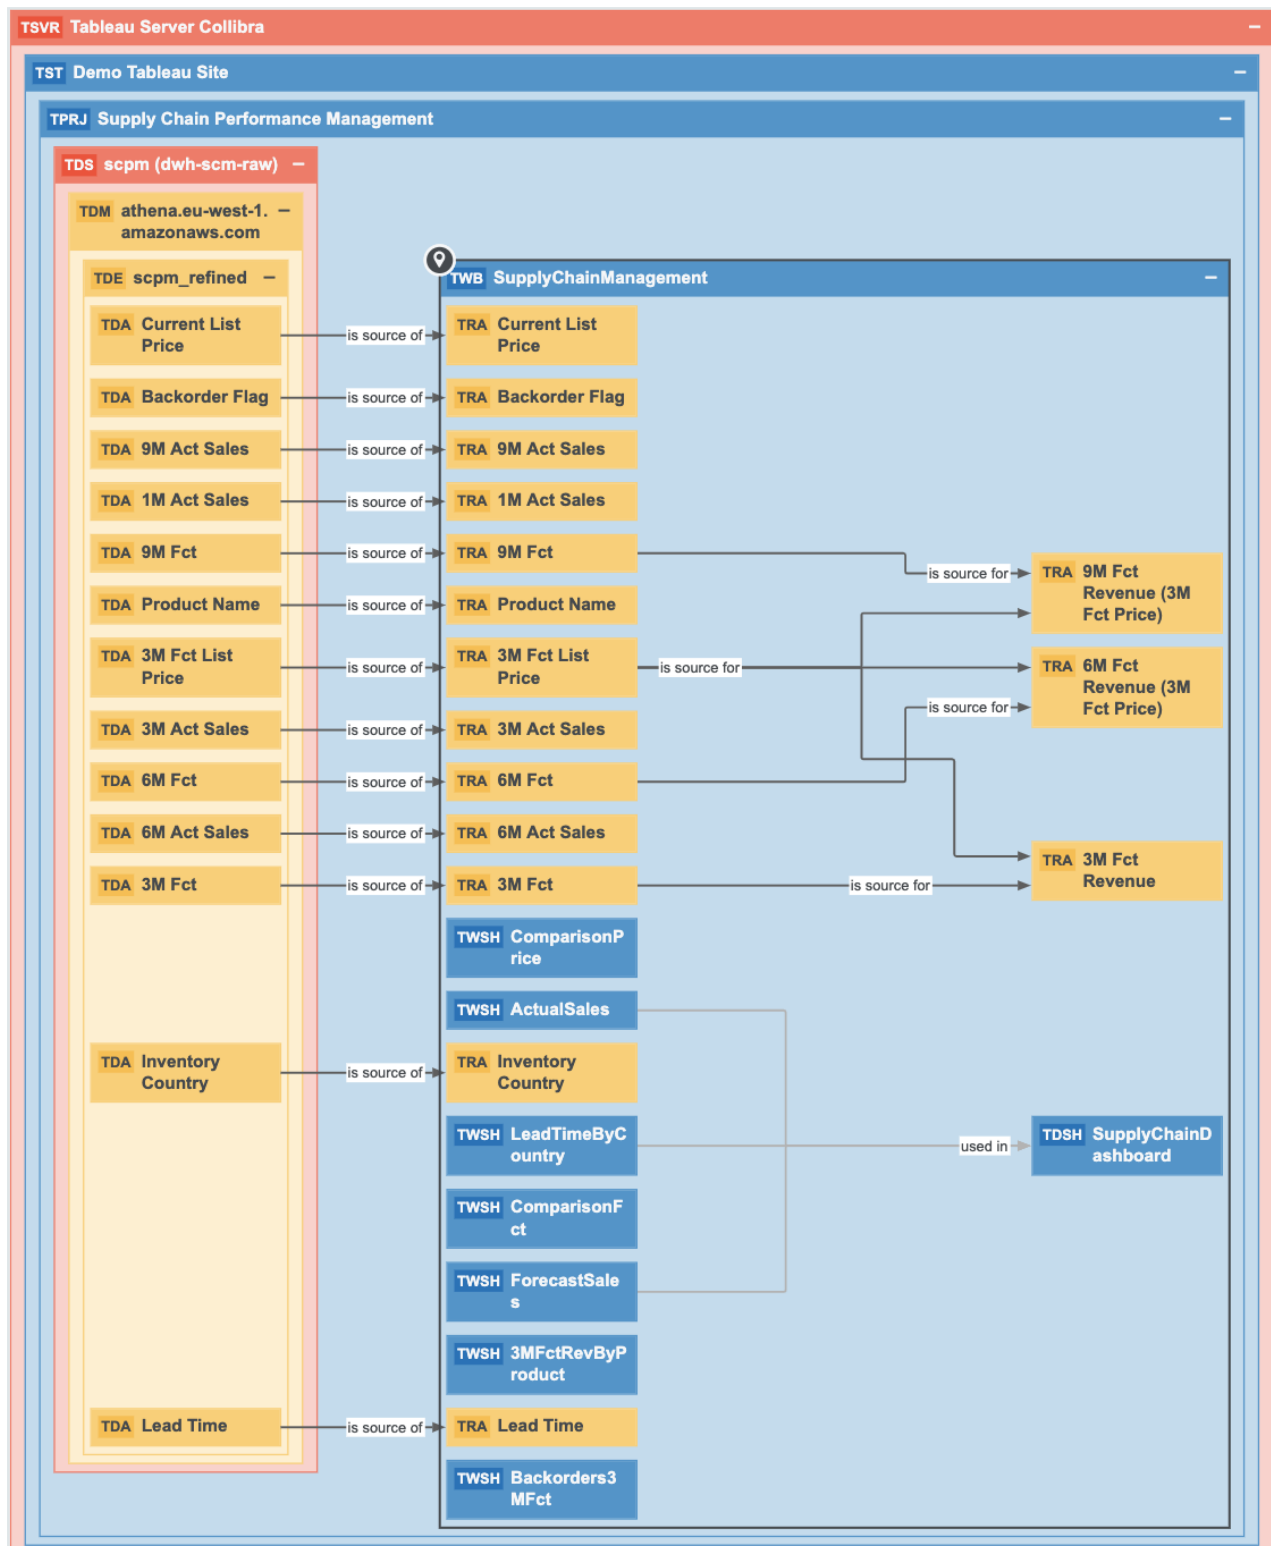 TSVR Tableau Server Collibra
TST Demo Tableau Site
TPRJ Supply Chain Performance Management
TDS scpm (dwh-scm-raw)
TDM athena.eu-west-1.
amazonaws.com
TDE scpm_refined
TWB SupplyChainManagement
TDA Current List
Price
is source of
TRA Current List
Price
TDA Backorder Flag
is source of
TRA Backorder Flag
TDA 9M Act Sales
is source of
TRA 9M Act Sales
TDA 1M Act Sales
is source of
TRA 1M Act Sales
TDA 9M Fct
is source of
TRA 9M Fct
is source for
TRA 9M Fct
Revenue (3M
Fct Price)
TDA Product Name
is source of
TRA Product Name
TDA 3M Fct List
Price
is source of
TRA 3M Fct List
Price
is source for
TRA 6M Fct
Revenue (3M
Fct Price)
is source for
TDA 3M Act Sales
is source of
TRA 3M Act Sales
TDA 6M Fct
is source of
TRA 6M Fct
TDA 6M Act Sales
is source of
TRA 6M Act Sales
TDA 3M Fct
is source of
TRA 3M Fct
is source for
TRA 3M Fct
Revenue
TWSH ComparisonP
rice
TWSH ActualSales
TDA Inventory
Country
is source of
TRA Inventory
Country
TWSH LeadTimeByC
ountry
used in
TDSH SupplyChainD
ashboard
TWSH ComparisonF
ct
TWSH ForecastSale
s
TWSH 3MFctRevByP
roduct
TDA Lead Time
is source of
TRA Lead Time
TWSH Backorders3
MFct